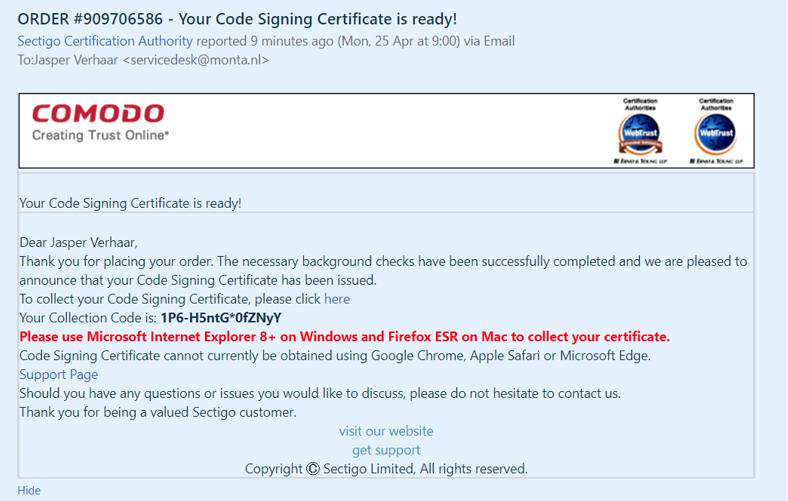 ORDER #909706586 - Your Code Signing Certificate is ready!
Sectigo Certification Authority reported 9 minutes ago (Mon, 25 Apr at 9:00) via Email
To:Jasper Verhaar <servicedesk@monta.nl>
COMODO
Creating Trust Online*
Certification
Authorities
WebTrust
Extended Validation
ERNST & YOUNG LLP
Certification
Authorities
WebTrust
ERNST & YOUNG LLP
Your Code Signing Certificate is ready!
Dear Jasper Verhaar,
Thank you for placing your order. The necessary background checks have been successfully completed and we are pleased to
announce that your Code Signing Certificate has been issued.
To collect your Code Signing Certificate, please click here
Your Collection Code is: 1P6-H5ntG*0fZNyY
Please use Microsoft Internet Explorer 8+ on Windows and Firefox ESR on Mac to collect your certificate.
Code Signing Certificate cannot currently be obtained using Google Chrome, Apple Safari or Microsoft Edge.
Support Page
Should you have any questions or issues you would like to discuss, please do not hesitate to contact us.
Thank you for being a valued Sectigo customer.
visit our website
get support
Copyright © Sectigo Limited, All rights reserved.
Hide